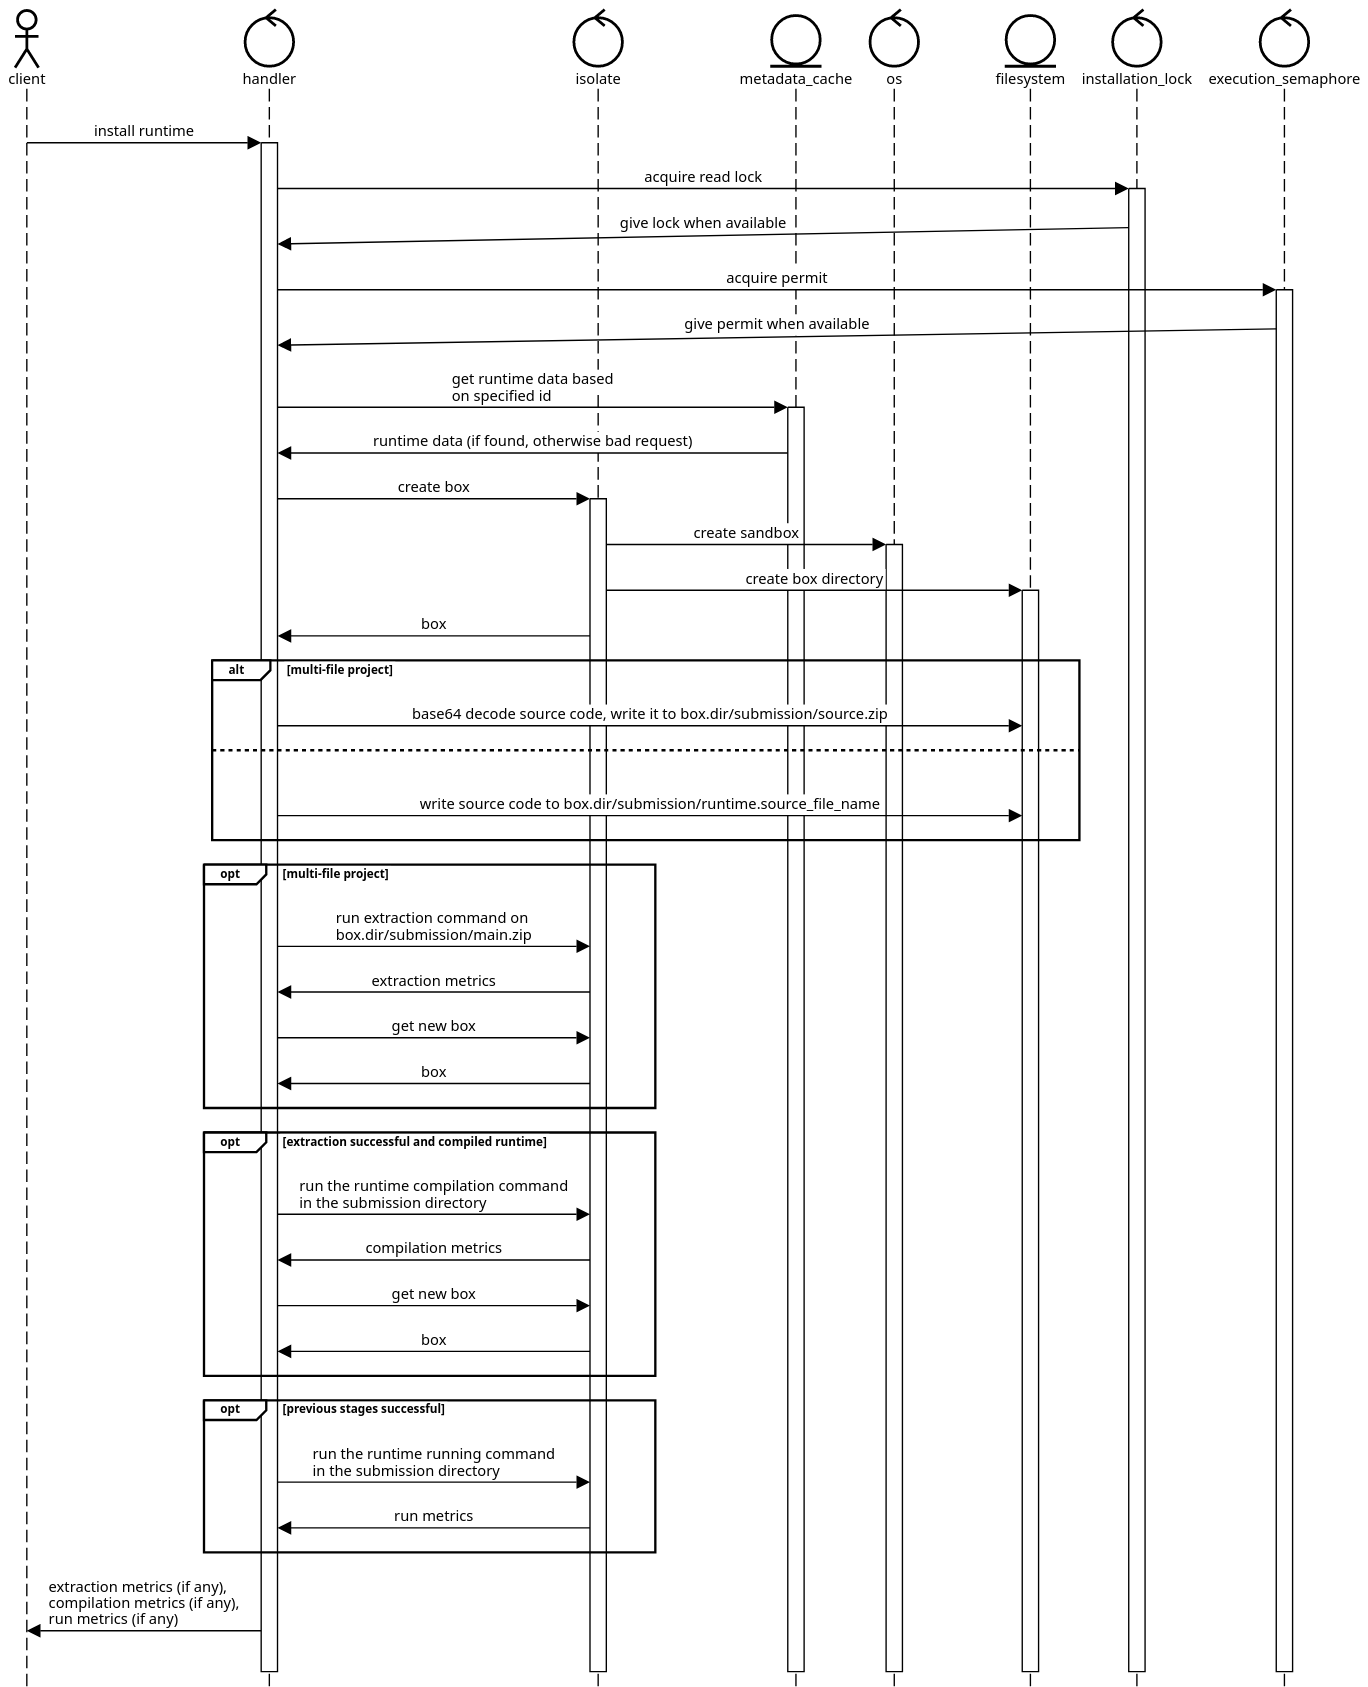 client
handler
isolate
metadata_cache
os
filesystem
installation_lock
execution_semaphore
install runtime
acquire read lock
give lock when available
acquire permit
give permit when available
get runtime data based
on specified id
runtime data (if found, otherwise bad request)
create box
create sandbox
create box directory
box
alt
[multi-file project]
base64 decode source code, write it to box.dir/submission/source.zip
write source code to box.dir/submission/runtime.source_file_name
opt
[multi-file project]
run extraction command on
box.dir/submission/main.zip
extraction metrics
get new box
box
opt
[extraction successful and compiled runtime]
run the runtime compilation command
in the submission directory
compilation metrics
get new box
box
opt
[previous stages successful]
run the runtime running command
in the submission directory
run metrics
extraction metrics (if any),
compilation metrics (if any),
run metrics (if any)